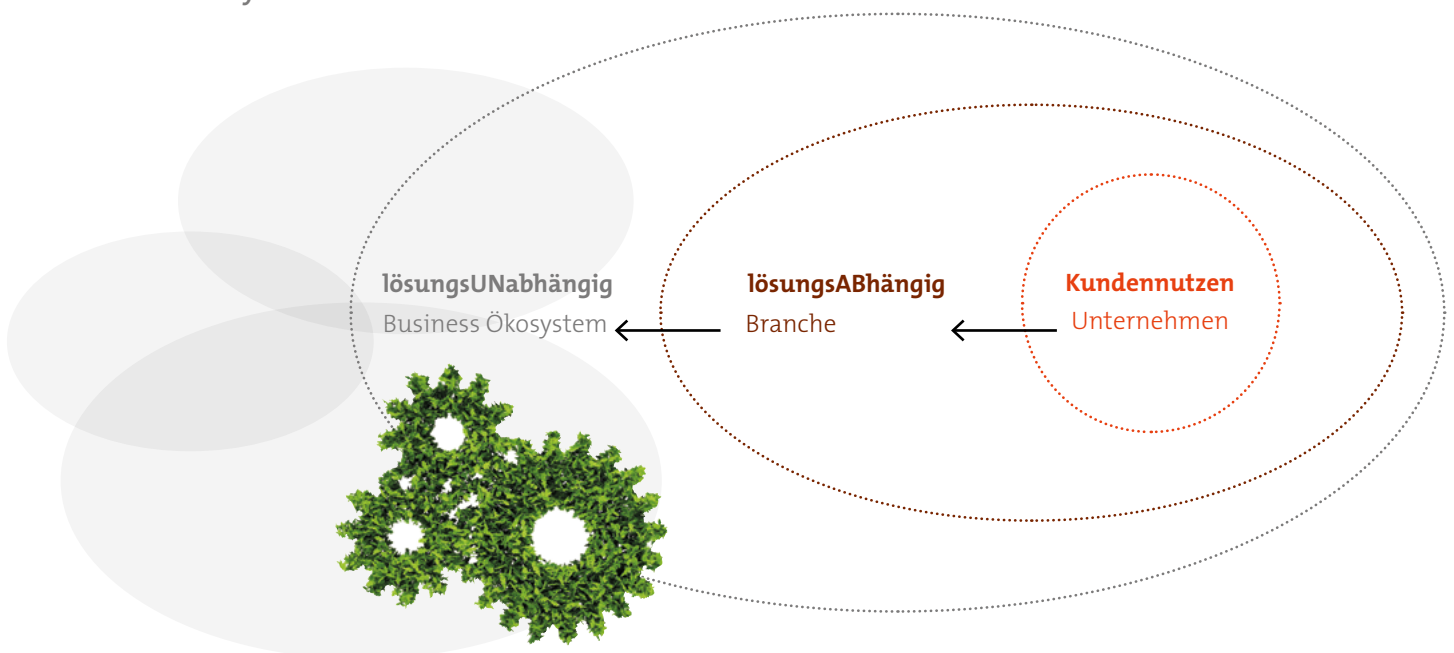 lösungsUNabhängig
Business Ökosystem
lösungsABhängig
Branche
Kundennutzen
Unternehmen